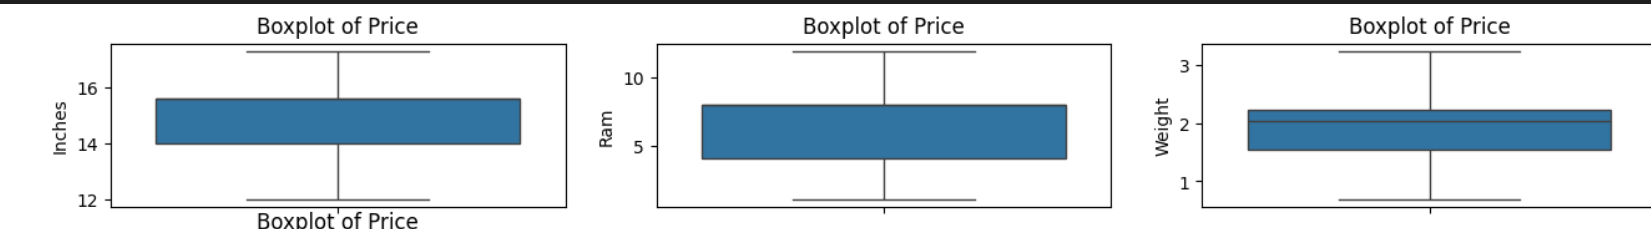 Boxplot of Price
Boxplot of Price
Boxplot of Price
Inches
16
14
12
Ram
10
5
Weight
3
2
1
Boxplot of Price